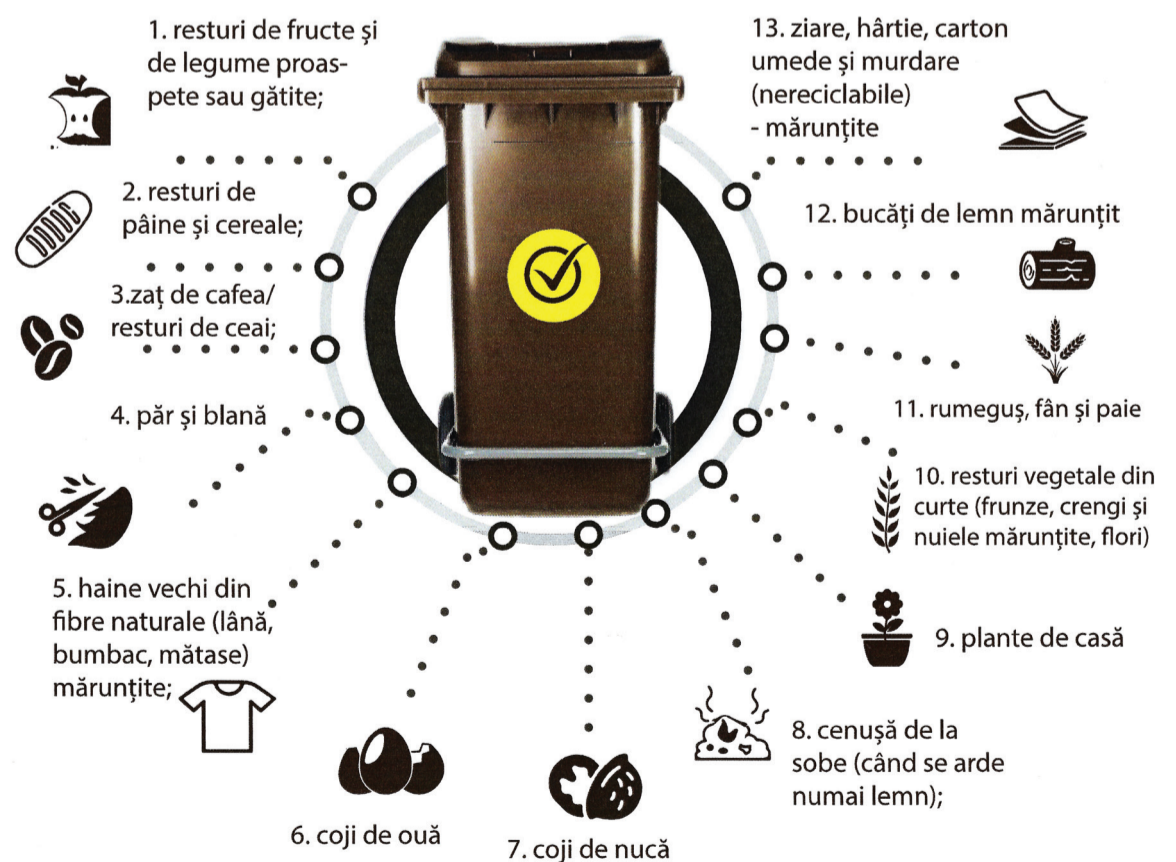 1. resturi de fructe și
de legume proas-
pete sau gătite;
2. resturi de
pâine și cereale;
3.zaț de cafea/
resturi de ceai;
4. păr și blană
5. haine vechi din
fibre naturale (lână,
bumbac, mătase)
mărunțite;
6. coji de ouă
7. coji de nucă
8. cenușă de la
sobe (când se arde
numai lemn);
9. plante de casă
10. resturi vegetale din
curte (frunze, crengi și
nuiele mărunțite, flori)
11. rumeguș, fân și paie
12. bucăți de lemn mărunțit
13. ziare, hârtie, carton
umede și murdare
(nereciclabile)
- mărunțite